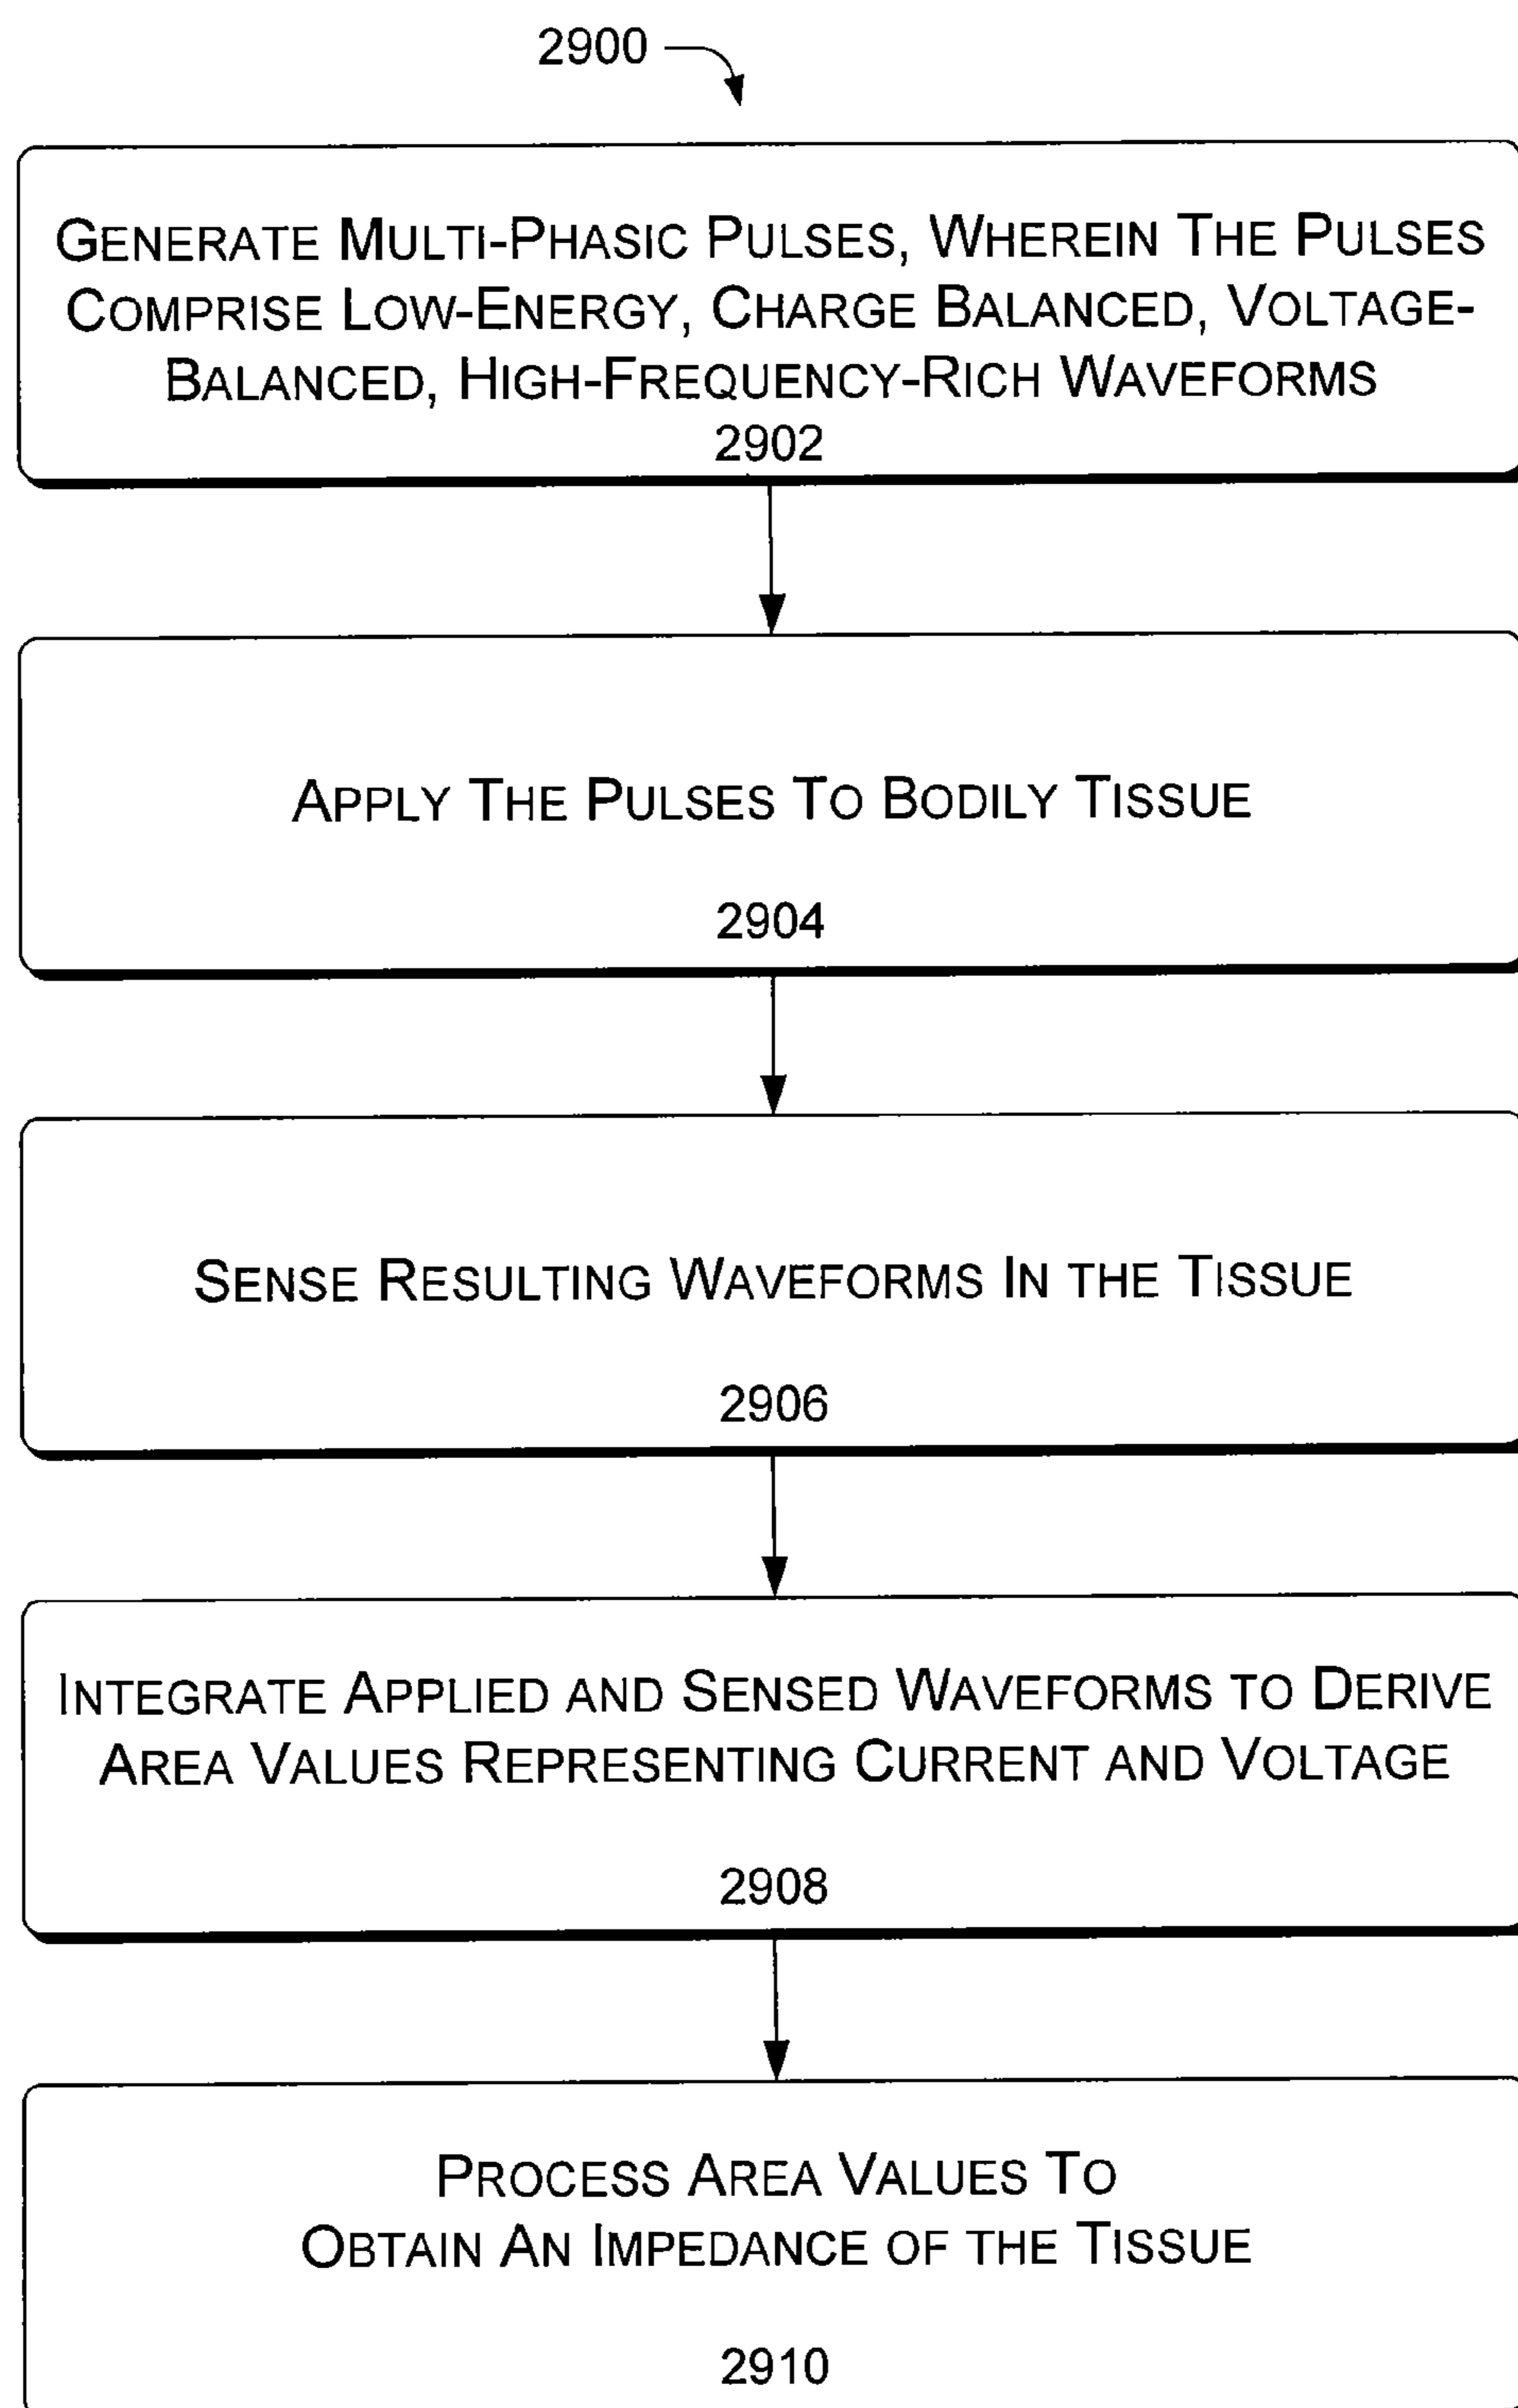 2900
GENERATE MULTI-PHASIC PULSES, WHEREIN THE PULSES
COMPRISE LOW-ENERGY, CHARGE BALANCED, VOLTAGE-
BALANCED, HIGH-FREQUENCY-RICH WAVEFORMS
2902
APPLY THE PULSES TO BODILY TISSUE
2904
SENSE RESULTING WAVEFORMS IN THE TISSUE
2906
INTEGRATE APPLIED AND SENSED WAVEFORMS TO DERIVE
AREA VALUES REPRESENTING CURRENT AND VOLTAGE
2908
PROCESS AREA VALUES TO
OBTAIN AN IMPEDANCE OF THE TISSUE
2910